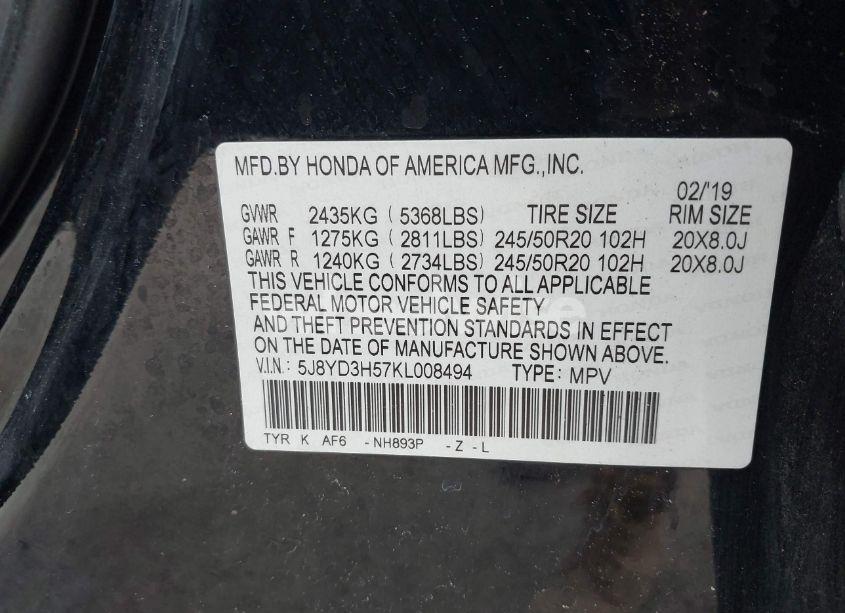 MFD.BY HONDA OF AMERICA MFG.,INC.
02/'19
GVWR 2435KG ( 5368LBS) TIRE SIZE RIM SIZE
GAWR F 1275KG ( 2811LBS) 245/50R20 102H 20X8.0J
GAWR R 1240KG ( 2734LBS) 245/50R20 102H 20X8.0J
THIS VEHICLE CONFORMS TO ALL APPLICABLE
FEDERAL MOTOR VEHICLE SAFETY
AND THEFT PREVENTION STANDARDS IN EFFECT
ON THE DATE OF MANUFACTURE SHOWN ABOVE.
V.I.N.: 5J8YD3H57KL008494 TYPE: MPV
TYR K AF6 -NH893P -Z -L